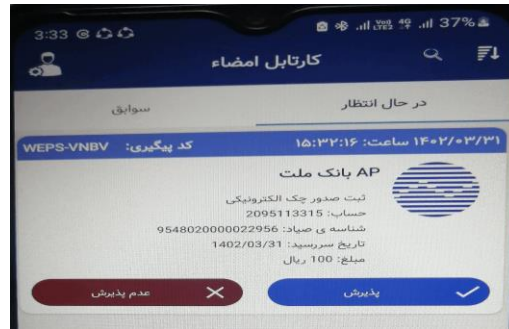 3:33 37%
کارتابل امضاء
در حال انتظار
سوابق
۱۴۰۲/۰۳/۳۱ ساعت: ۱۵:۳۲:۱۶ کد پیگیری: WEPS-VNBV
AP بانک ملت
ثبت صدور چک الکترونیکی
حساب: 2095113315
شناسه ی صیاد: 9548020000022956
تاریخ سررسید: 1402/03/31
مبلغ: 100 ریال
پذیرش
عدم پذیرش